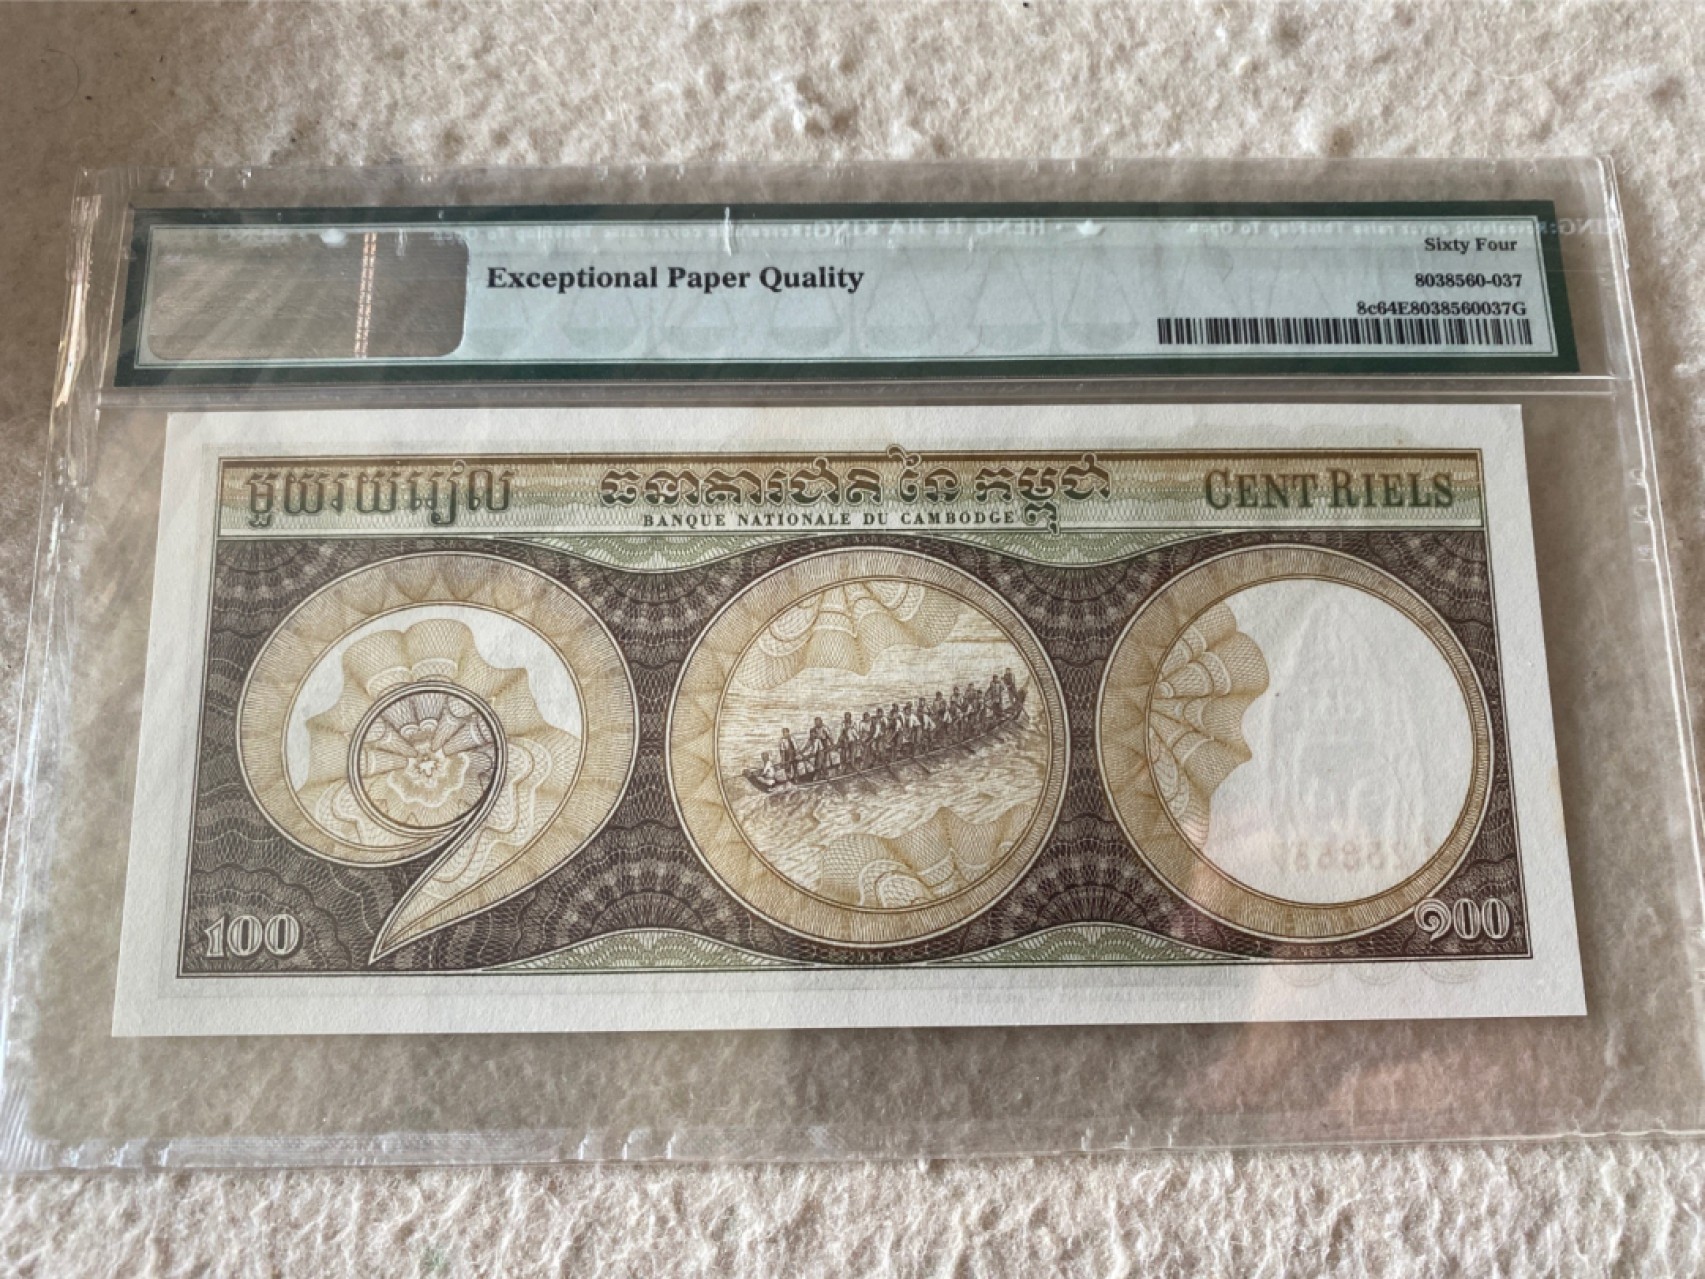 Sixty Four
Exceptional Paper Quality
8038560-037
8c64E8038560037G
មួយរយរៀល
ធនាគារជាតិ នៃ កម្ពុជា
CENT RIELS
BANQUE NATIONALE DU CAMBODGE
100
១០០